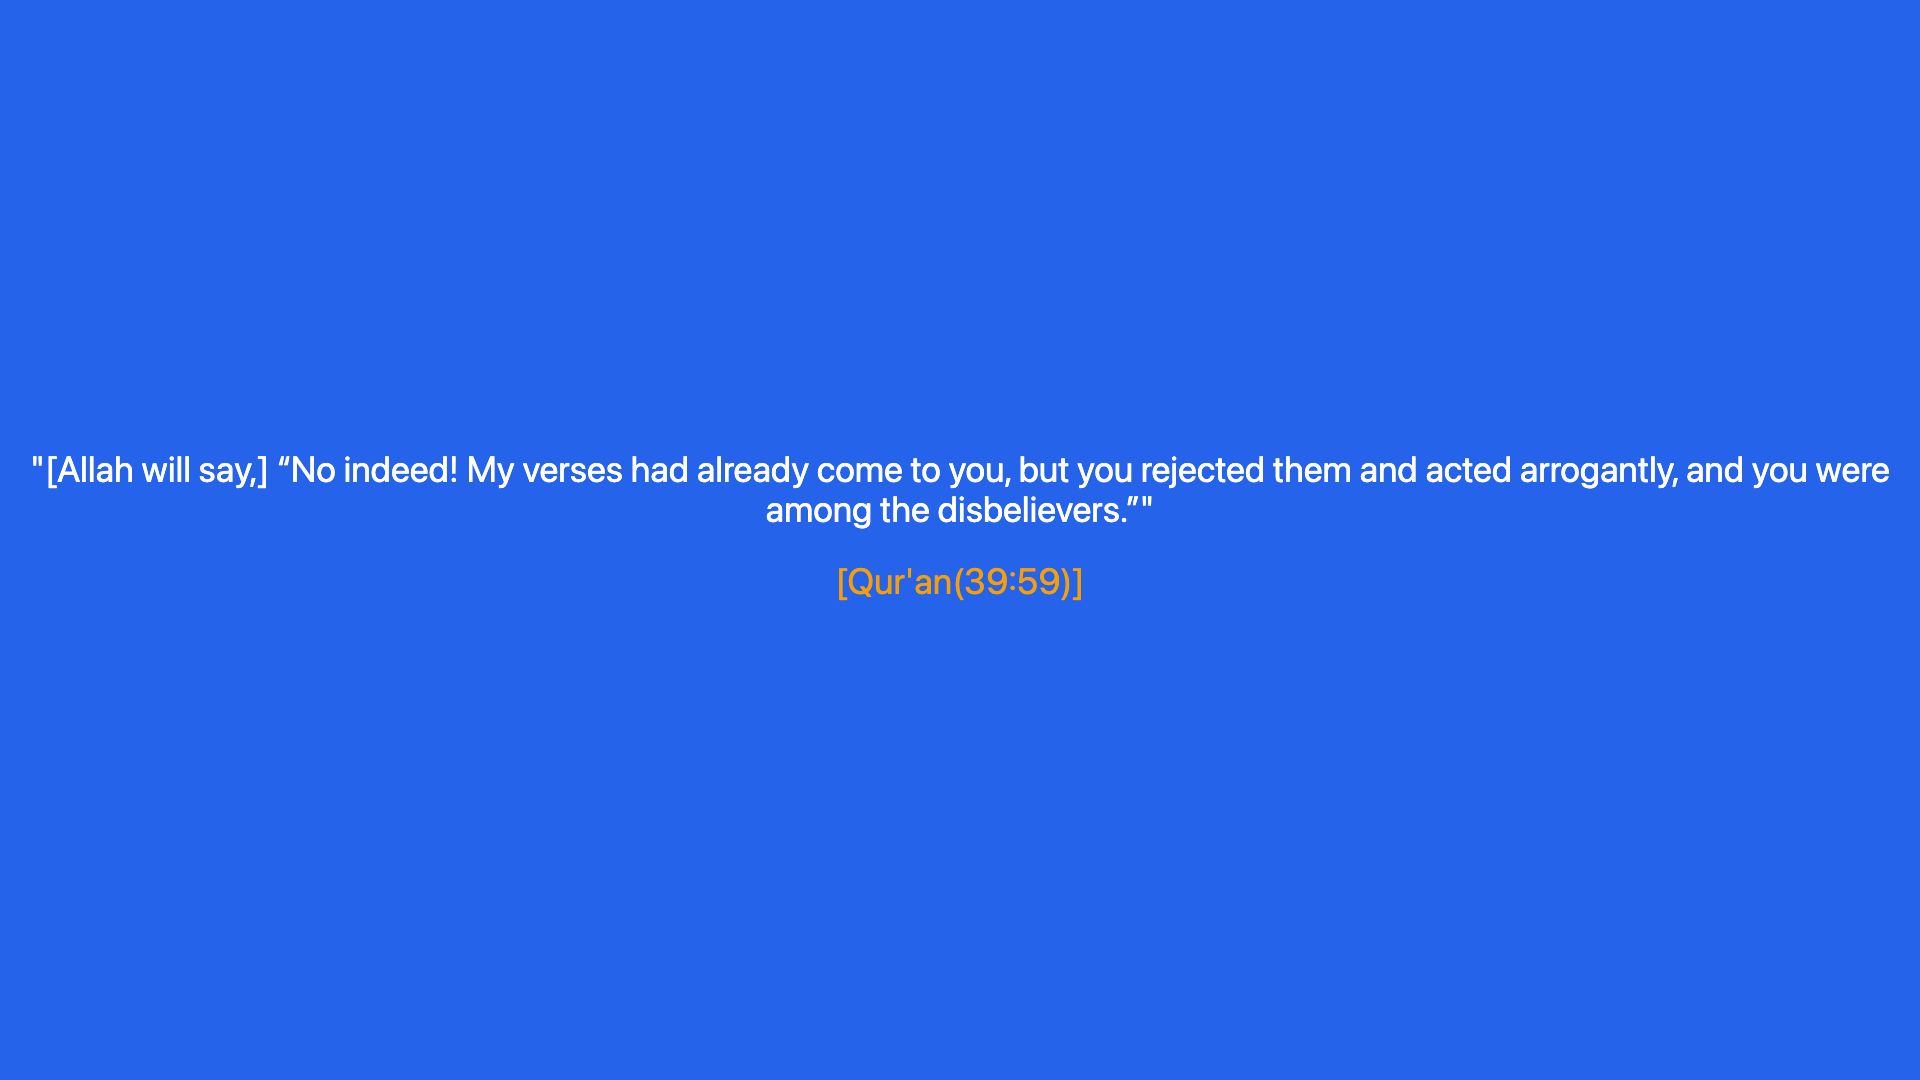 "[Allah will say,] “No indeed! My verses had already come to you, but you rejected them and acted arrogantly, and you were
among the disbelievers.”"
[Qur'an(39:59)]